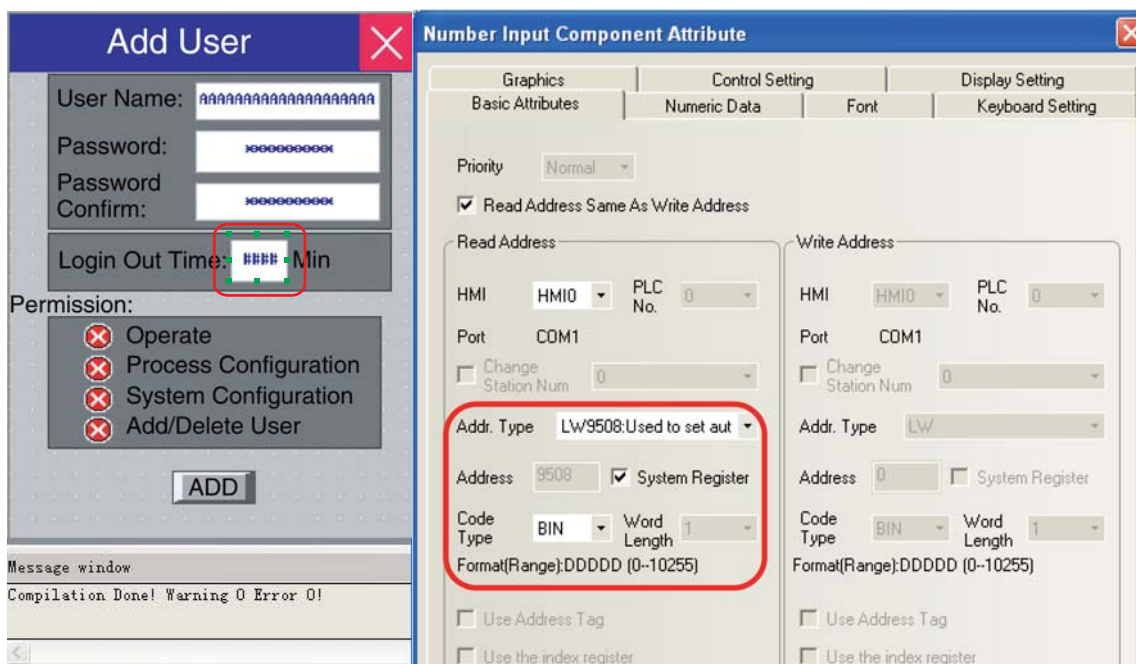 Add User
User Name: AAAAAAAAAAAAAAAAAAAA
Password: **********
Password
Confirm: **********
Login Out Time: #### Min
Permission:
Operate
Process Configuration
System Configuration
Add/Delete User
ADD
Message window
Compilation Done! Warning 0 Error 0!
Number Input Component Attribute
Graphics Control Setting Display Setting
Basic Attributes Numeric Data Font Keyboard Setting
Priority Normal
Read Address Same As Write Address
Read Address
HMI HMI0 PLC No. 0
Port COM1
Change Station Num 0 0
Addr. Type LW9508:Used to set aut
Address 9508 System Register
Code Type BIN Word Length 1
Format(Range):DDDDD (0--10255)
Use Address Tag
Use the index register
Write Address
HMI HMI0 PLC No. 0
Port COM1
Change Station Num 0 0
Addr. Type LW
Address 0 System Register
Code Type BIN Word Length 1
Format(Range):DDDDD (0--10255)
Use Address Tag
Use the index register